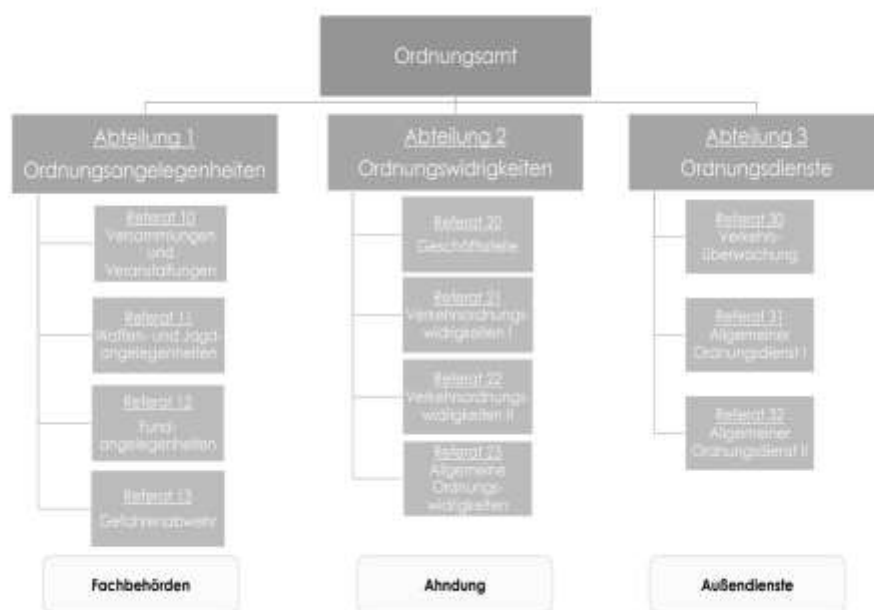 Ordnungsamt
Abteilung 1
Ordnungsangelegenheiten
Referat 10
Versammlungen
und
Veranstaltungen
Referat 11
Waffen- und Jagd-
angelegenheiten
Referat 12
Fund-
angelegenheiten
Referat 13
Gefahrenabwehr
Fachbehörden
Abteilung 2
Ordnungswidrigkeiten
Referat 20
Geschäftsstelle
Referat 21
Verkehrsordnungs-
widrigkeiten I
Referat 22
Verkehrsordnungs-
widrigkeiten II
Referat 23
Allgemeine
Ordnungs-
widrigkeiten
Ahndung
Abteilung 3
Ordnungsdienste
Referat 30
Verkehrs-
überwachung
Referat 31
Allgemeiner
Ordnungsdienst I
Referat 32
Allgemeiner
Ordnungsdienst II
Außendienste